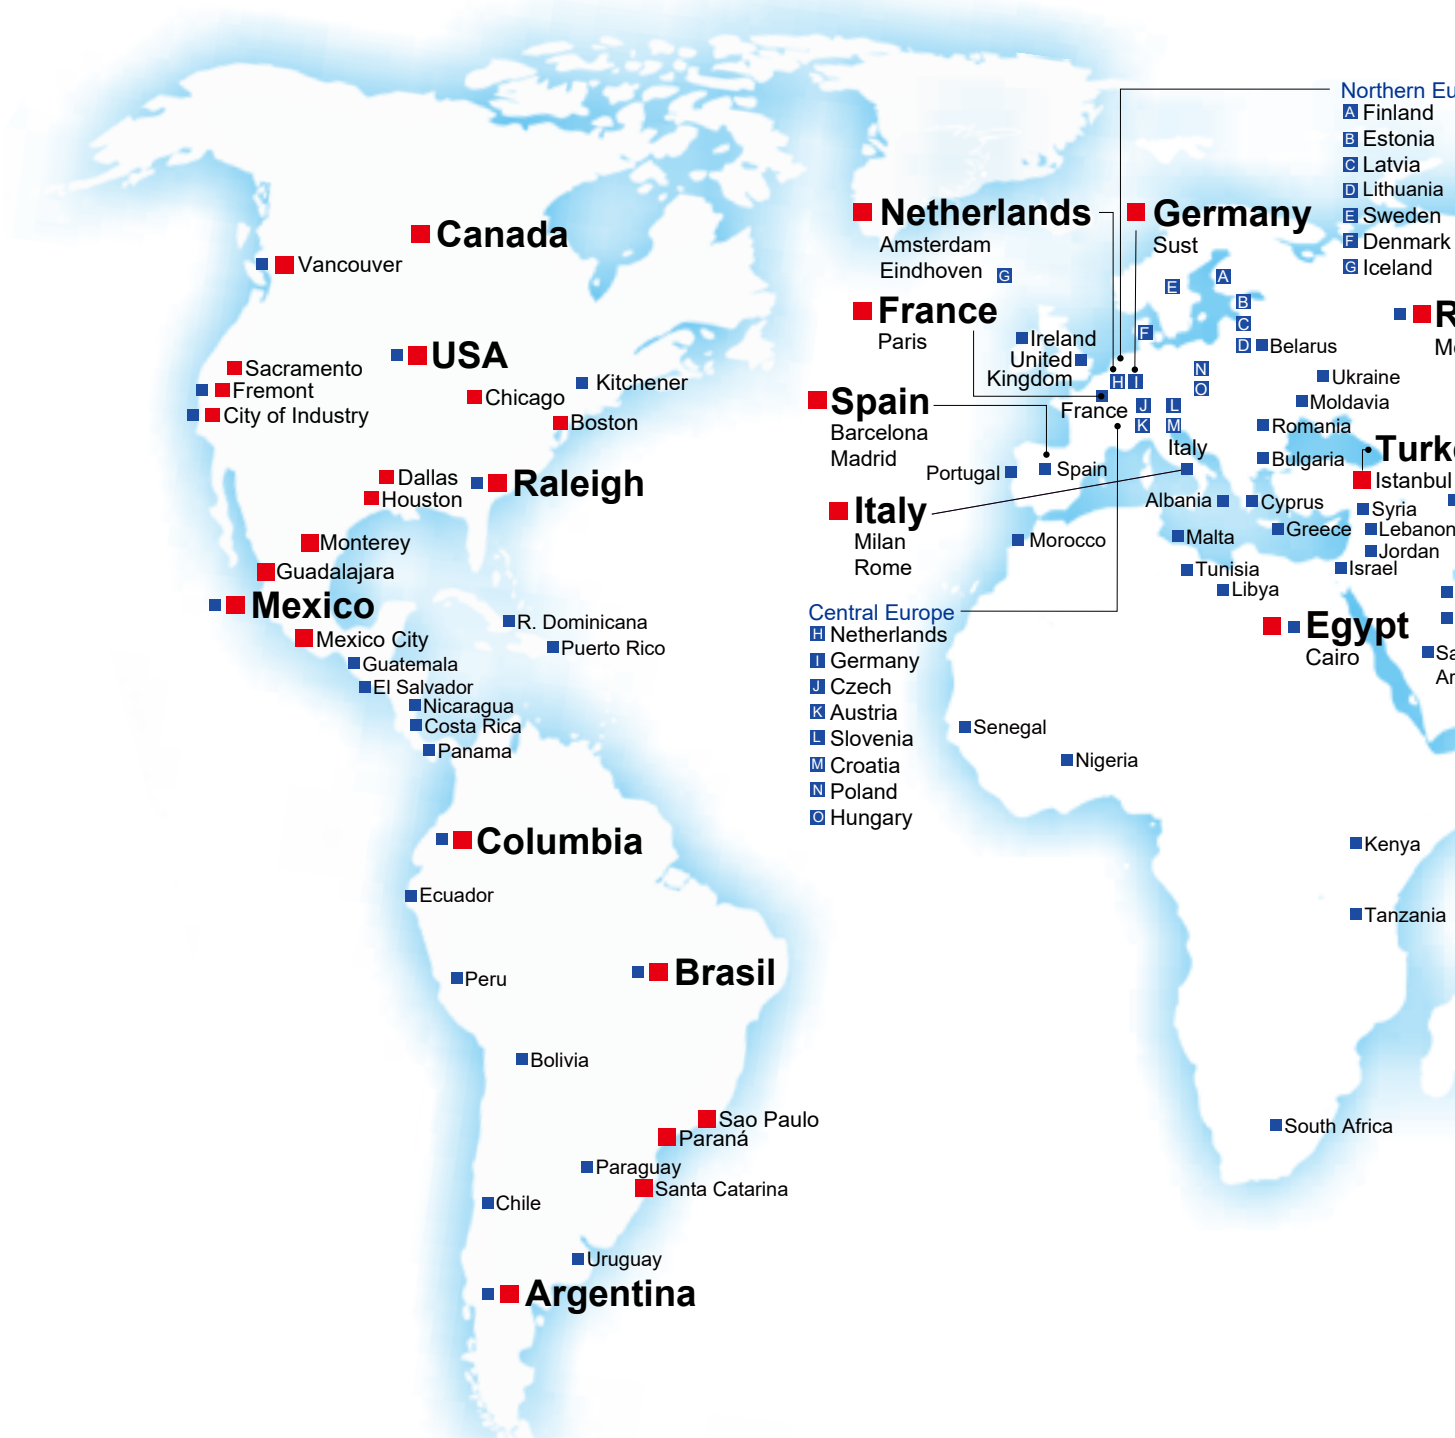 Canada
Vancouver
USA
Sacramento
Fremont
City of Industry
Chicago
Kitchener
Boston
Dallas
Houston
Raleigh
Monterey
Guadalajara
Mexico
Mexico City
R. Dominicana
Puerto Rico
Guatemala
El Salvador
Nicaragua
Costa Rica
Panama
Columbia
Ecuador
Peru
Brasil
Bolivia
Sao Paulo
Paraná
Paraguay
Santa Catarina
Chile
Uruguay
Argentina
Netherlands
Amsterdam
Eindhoven
G
France
Paris
Spain
Barcelona
Madrid
Italy
Milan
Rome
Central Europe
H Netherlands
I Germany
J Czech
K Austria
L Slovenia
M Croatia
N Poland
O Hungary
Germany
Sust
Northern Eu
A Finland
B Estonia
C Latvia
D Lithuania
E Sweden
F Denmark
G Iceland
A
E
B
C
F
D
Belarus
Ireland
United
Kingdom
N
H
I
O
France
J
L
K
M
Italy
Ukraine
Moldavia
Romania
Bulgaria
Portugal
Spain
Albania
Cyprus
Greece
Malta
Morocco
Tunisia
Libya
R
Mo
Turke
Istanbul
Syria
Lebanon
Jordan
Israel
Egypt
Cairo
Sa
Ar
Senegal
Nigeria
Kenya
Tanzania
South Africa